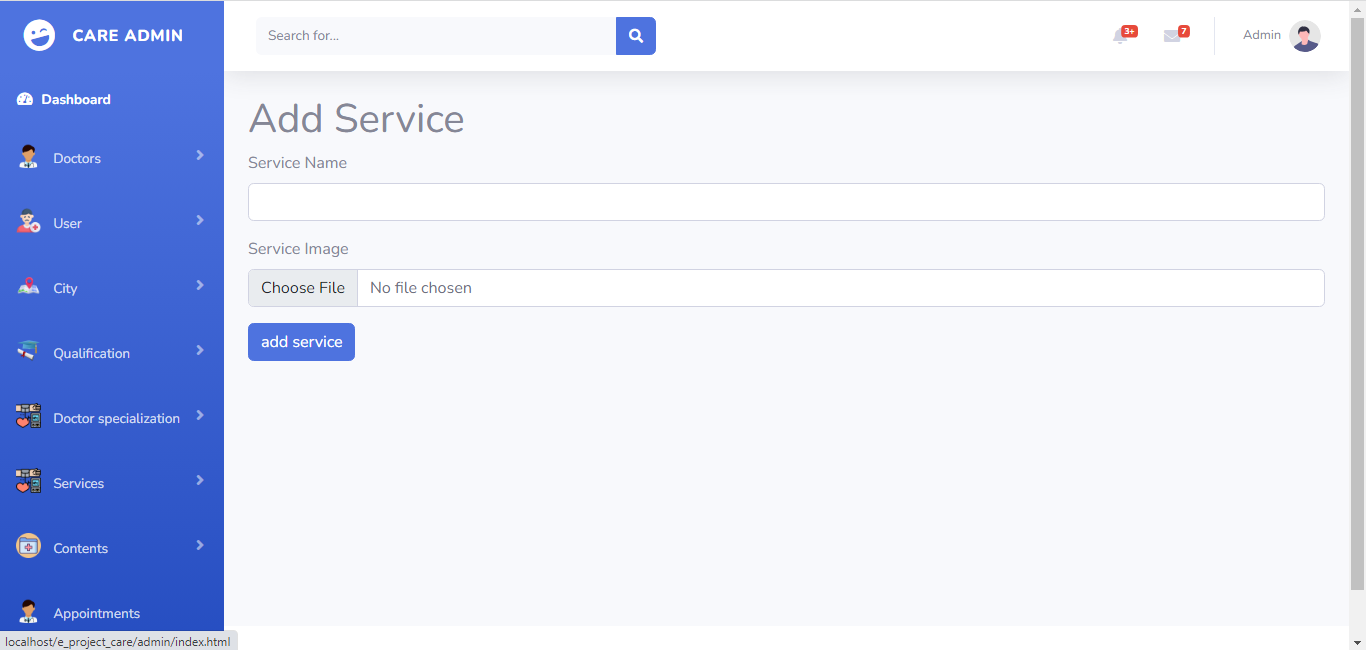 CARE ADMIN
Search for...
3+
7
Admin
Dashboard
Doctors
User
City
Qualification
Doctor specialization
Services
Contents
Appointments
Add Service
Service Name
Service Image
Choose File No file chosen
add service
localhost/e_project_care/admin/index.html